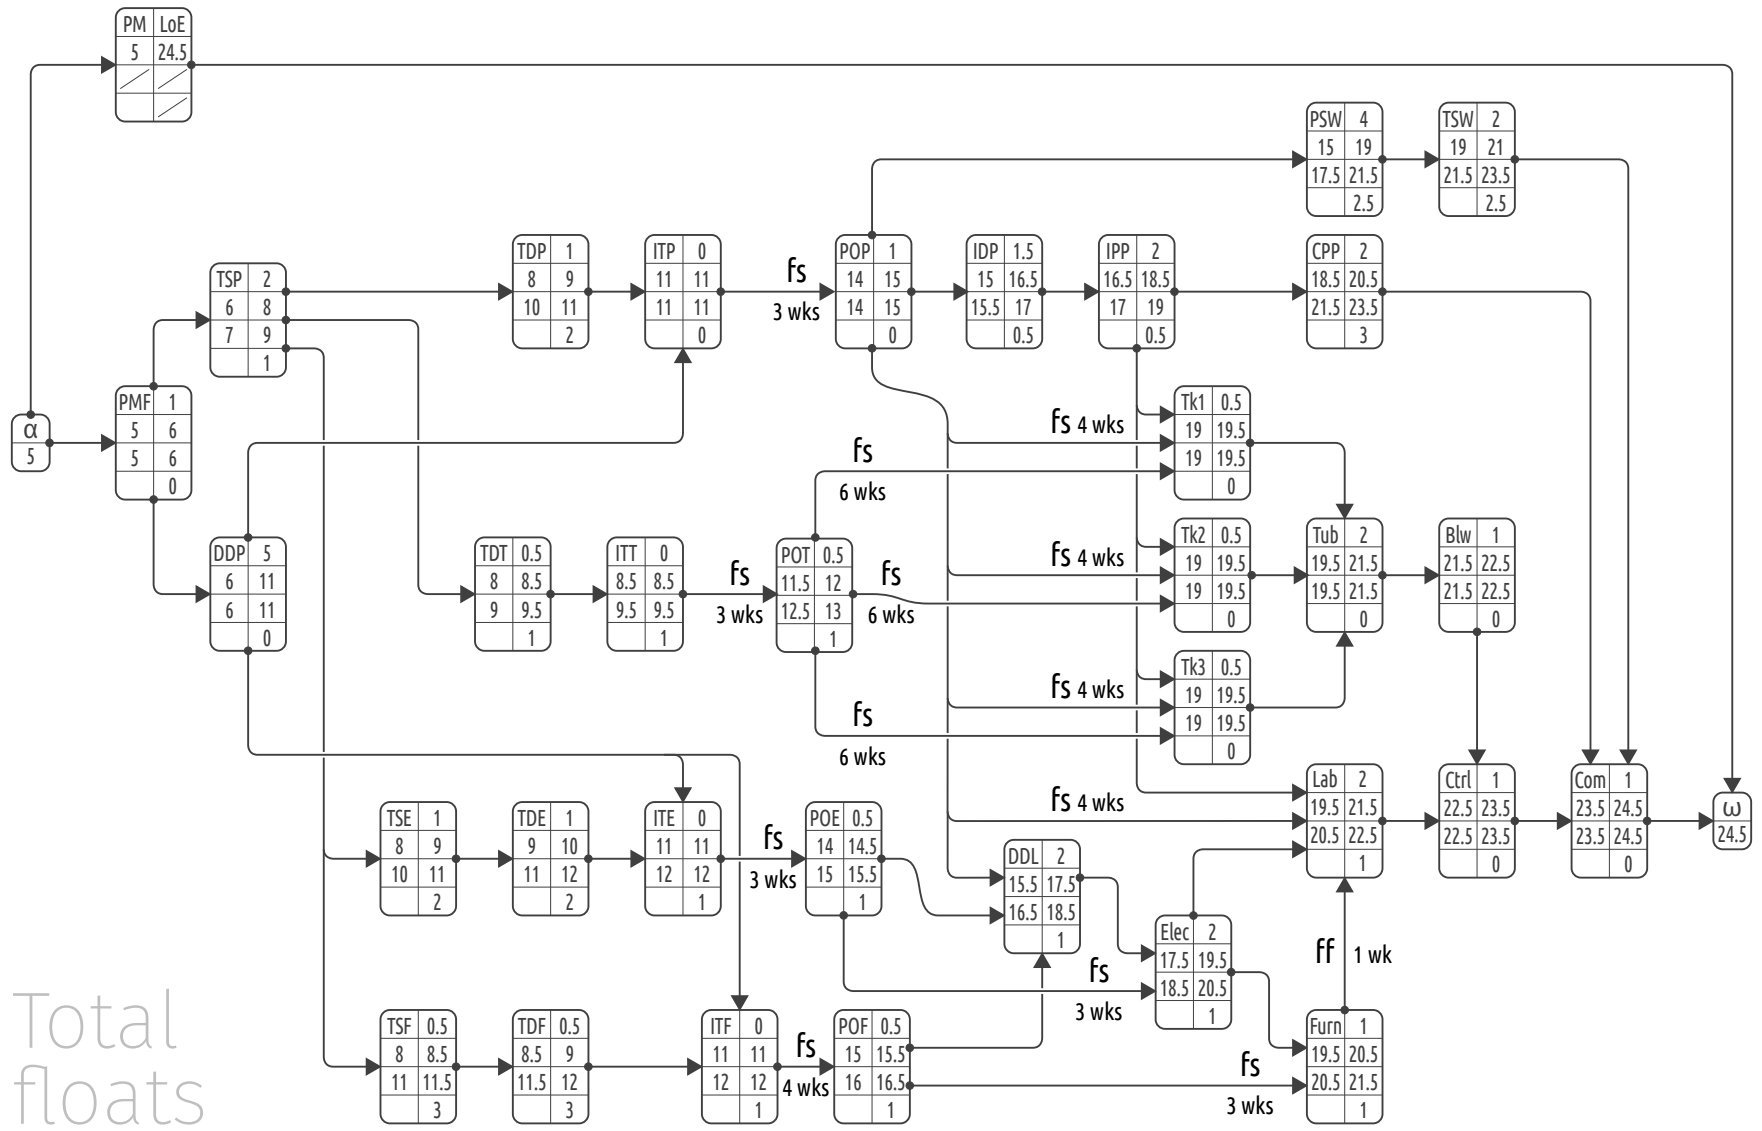 PM LoE
5 24.5
PSW 4
15 19
17.5 21.5
2.5
TSW 2
19 21
21.5 23.5
2.5
TSP 2
6 8
7 9
1
TDP 1
8 9
10 11
2
ITP 0
11 11
11 11
0
fs
3 wks
POP 1
14 15
14 15
0
IDP 1.5
15 16.5
15.5 17
0.5
IPP 2
16.5 18.5
17 19
0.5
CPP 2
18.5 20.5
21.5 23.5
3
α
5
PMF 1
5 6
5 6
0
fs 4 wks
fs
6 wks
Tk1 0.5
19 19.5
19 19.5
0
DDP 5
6 11
6 11
0
TDT 0.5
8 8.5
9 9.5
1
ITT 0
8.5 8.5
9.5 9.5
1
fs
3 wks
POT 0.5
11.5 12
12.5 13
1
fs
6 wks
fs 4 wks
Tk2 0.5
19 19.5
19 19.5
0
Tub 2
19.5 21.5
19.5 21.5
0
Blw 1
21.5 22.5
21.5 22.5
0
fs 4 wks
fs
6 wks
Tk3 0.5
19 19.5
19 19.5
0
TSE 1
8 9
10 11
2
TDE 1
9 10
11 12
2
ITE 0
11 11
12 12
1
fs
3 wks
POE 0.5
14 14.5
15 15.5
1
fs 4 wks
DDL 2
15.5 17.5
16.5 18.5
1
Lab 2
19.5 21.5
20.5 22.5
1
Ctrl 1
22.5 23.5
22.5 23.5
0
Com 1
23.5 24.5
23.5 24.5
0
ω
24.5
Elec 2
17.5 19.5
18.5 20.5
1
fs
3 wks
ff 1 wk
TSF 0.5
8 8.5
11 11.5
3
TDF 0.5
8.5 9
11.5 12
3
ITF 0
11 11
12 12
1
fs
4 wks
POF 0.5
15 15.5
16 16.5
1
fs
3 wks
Furn 1
19.5 20.5
20.5 21.5
1
Total
floats